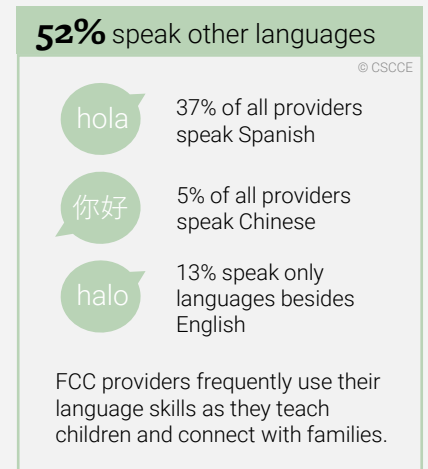 52% speak other languages
© CSCCE
hola
37% of all providers
speak Spanish
你好
5% of all providers
speak Chinese
halo
13% speak only
languages besides
English
FCC providers frequently use their
language skills as they teach
children and connect with families.